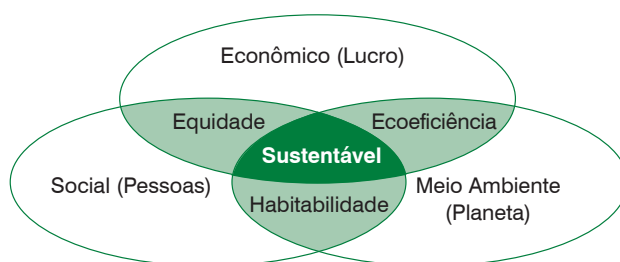 Econômico (Lucro)
Equidade
Ecoeficiência
Sustentável
Social (Pessoas)
Habitabilidade
Meio Ambiente
(Planeta)